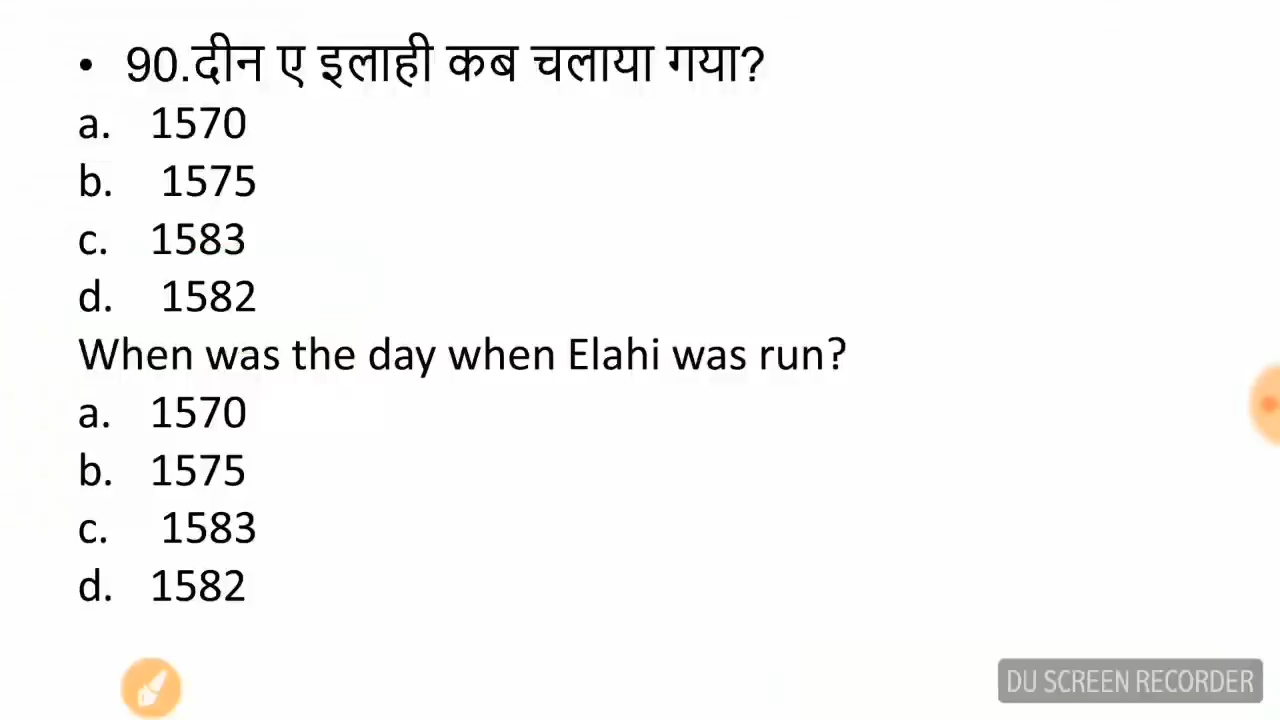 • 90.दीन ए इलाही कब चलाया गया?
a. 1570
b. 1575
c. 1583
d. 1582
When was the day when Elahi was run?
a. 1570
b. 1575
c. 1583
d. 1582
DU SCREEN RECORDER